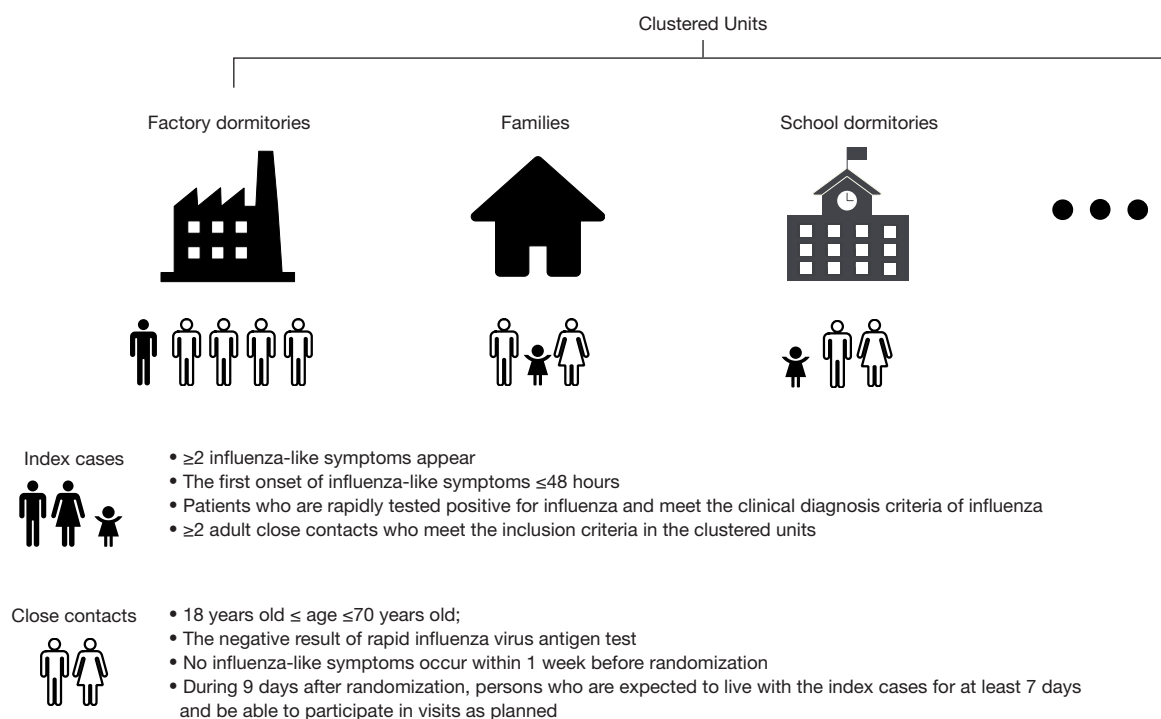 Clustered Units
Factory dormitories
Families
School dormitories
Index cases
• ≥2 influenza-like symptoms appear
• The first onset of influenza-like symptoms ≤48 hours
• Patients who are rapidly tested positive for influenza and meet the clinical diagnosis criteria of influenza
• ≥2 adult close contacts who meet the inclusion criteria in the clustered units
Close contacts
• 18 years old ≤ age ≤70 years old;
• The negative result of rapid influenza virus antigen test
• No influenza-like symptoms occur within 1 week before randomization
• During 9 days after randomization, persons who are expected to live with the index cases for at least 7 days
and be able to participate in visits as planned